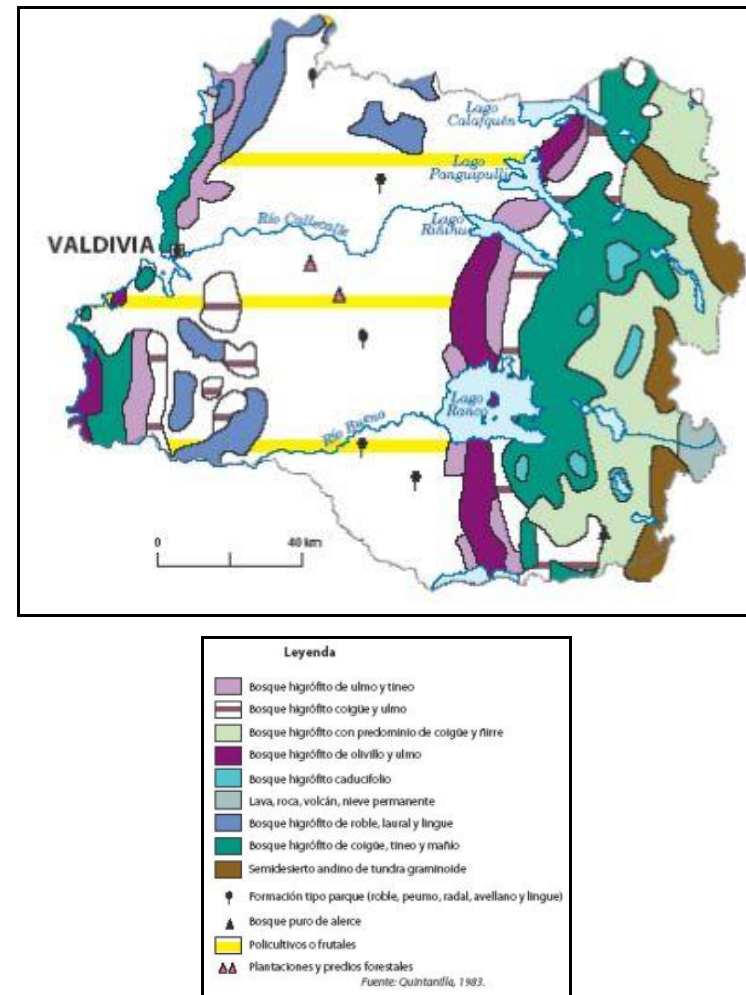 Lago
Calafquén
Lago
Panguipulli
Río Callecalle
Lago
Riñihue
VALDIVIA
Lago
Ranco
Río Bueno
0 40 km
Leyenda
Bosque higrófito de ulmo y tineo
Bosque higrófito coigüe y ulmo
Bosque higrófito con predominio de coigüe y ñirre
Bosque higrófito de olivillo y ulmo
Bosque higrófito caducifolio
Lava, roca, volcán, nieve permanente
Bosque higrófito de roble, laural y lingue
Bosque higrófito de coigüe, tineo y mañío
Semidesierto andino de tundra graminoide
Formación tipo parque (roble, peumo, radal, avellano y lingue)
Bosque puro de alerce
Policultivos o frutales
Plantaciones y predios forestales
Fuente: Quintanilla, 1983.